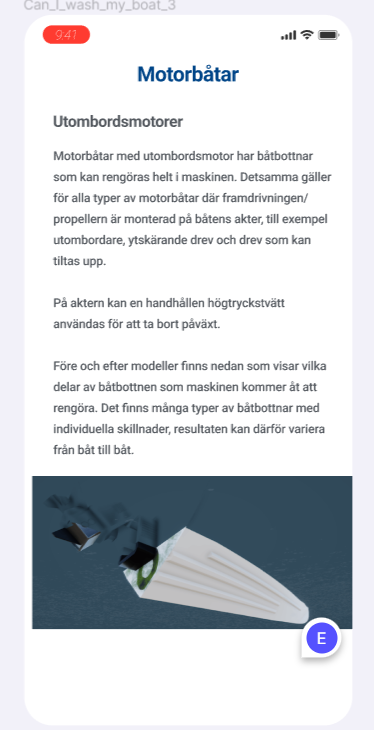 Can_I_wash_my_boat_3
9:41
Motorbåtar
Utombordsmotorer
Motorbåtar med utombordsmotor har båtbottnar
som kan rengöras helt i maskinen. Detsamma gäller
för alla typer av motorbåtar där framdrivningen/
propellern är monterad på båtens akter, till exempel
utombordare, ytskärande drev och drev som kan
tiltas upp.
På aktern kan en handhållen högtryckstvätt
användas för att ta bort påväxt.
Före och efter modeller finns nedan som visar vilka
delar av båtbottnen som maskinen kommer åt att
rengöra. Det finns många typer av båtbottnar med
individuella skillnader, resultaten kan därför variera
från båt till båt.
E